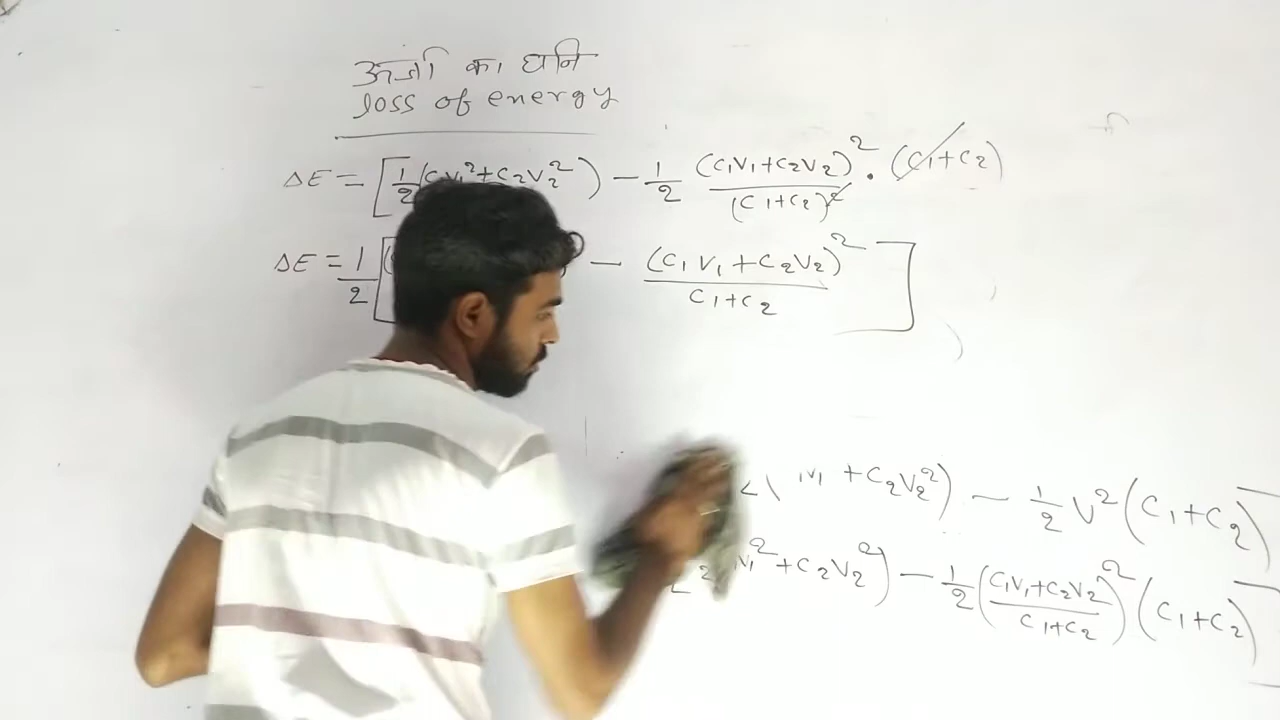 ऊर्जा का हानि
loss of energy
ΔE = [1/2 (C₁V₁² + C₂V₂²) − 1/2 (C₁V₁+C₂V₂)²/(C₁+C₂)² · (C₁+C₂)
ΔE = 1/2 [( − (C₁V₁+C₂V₂)²/C₁+C₂ ]
V₁ + C₂V₂²) − 1/2 V²(C₁+C₂)]
V₁² + C₂V₂²) − 1/2 (C₁V₁+C₂V₂/C₁+C₂)² (C₁+C₂)]